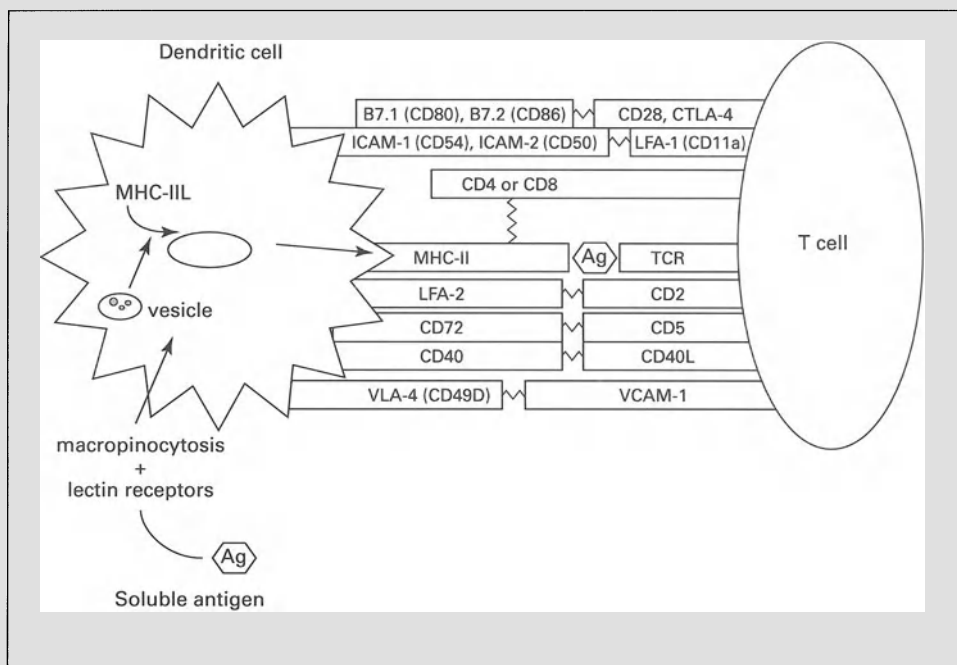 Dendritic cell
B7.1 (CD80), B7.2 (CD86)
CD28, CTLA-4
ICAM-1 (CD54), ICAM-2 (CD50)
LFA-1 (CD11a)
CD4 or CD8
MHC-IIL
MHC-II
Ag
TCR
T cell
LFA-2
CD2
vesicle
CD72
CD5
CD40
CD40L
VLA-4 (CD49D)
VCAM-1
macropinocytosis
+
lectin receptors
Ag
Soluble antigen